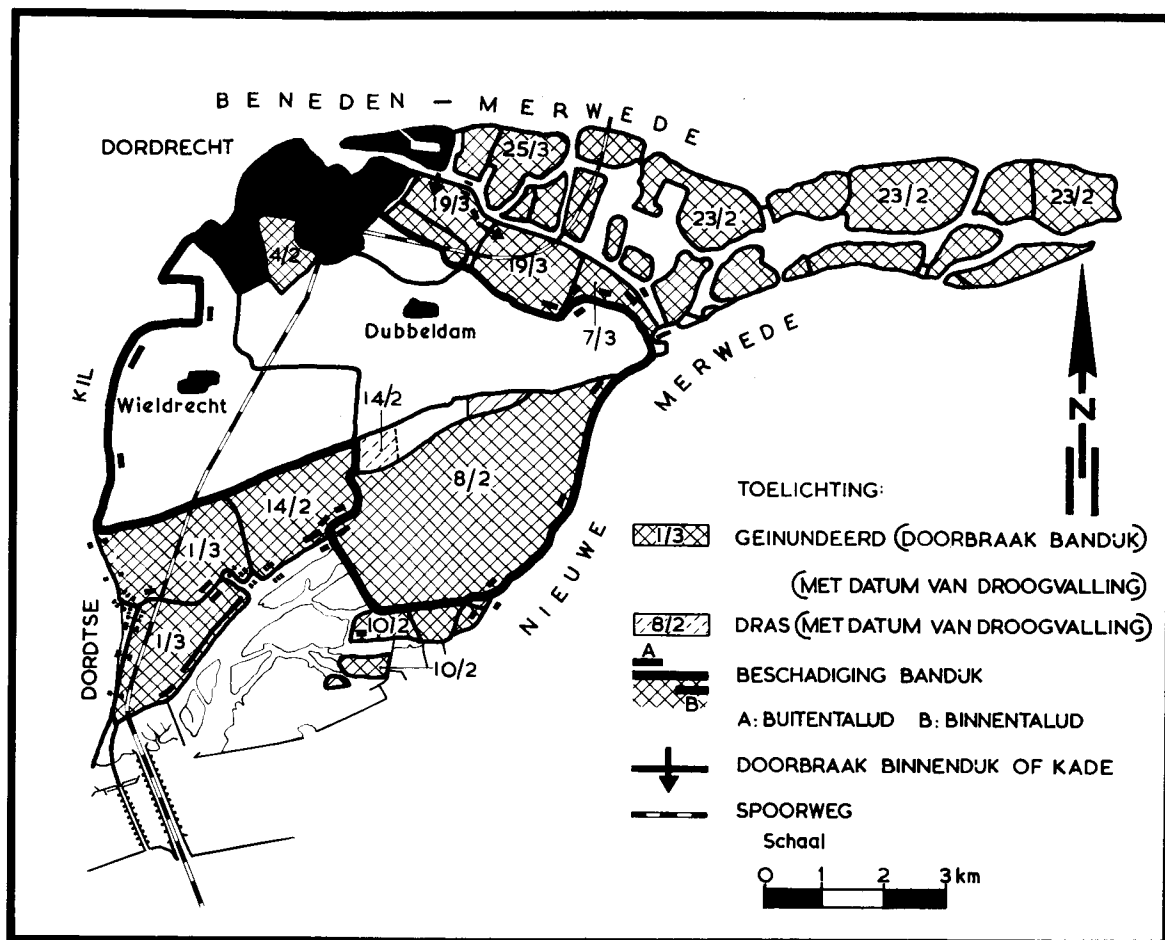 BENEDEN – MERWEDE
DORDRECHT
25/3
19/3
23/2
23/2
23/2
4/2
19/3
Dubbeldam
7/3
MERWEDE
KIL
Wieldrecht
14/2
N
8/2
14/2
1/3
NIEUWE
DORDTSE
1/3
10/2
10/2
TOELICHTING:
1/3 GEINUNDEERD (DOORBRAAK BANDIJK)
(MET DATUM VAN DROOGVALLING)
8/2 DRAS (MET DATUM VAN DROOGVALLING)
A
BESCHADIGING BANDIJK
B
A: BUITENTALUD B: BINNENTALUD
DOORBRAAK BINNENDIJK OF KADE
SPOORWEG
Schaal
0 1 2 3 km